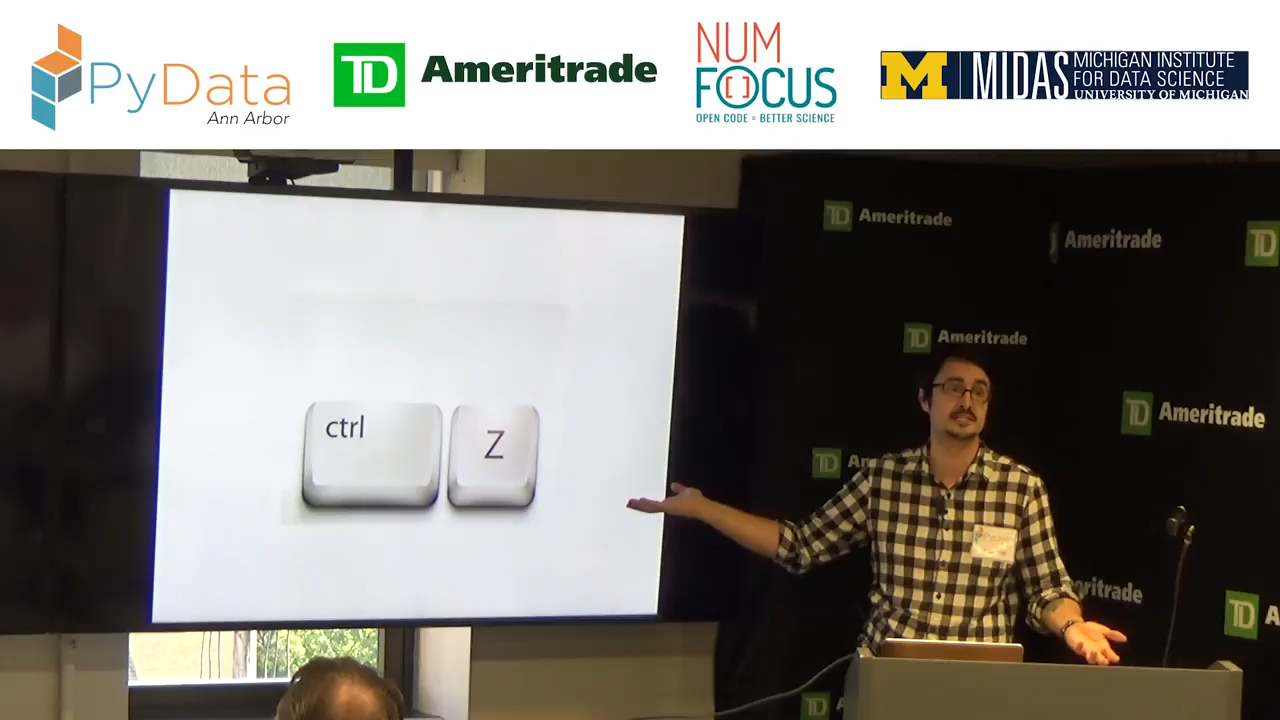 PyData
Ann Arbor
TD Ameritrade
NUM
FOCUS
OPEN CODE = BETTER SCIENCE
M MIDAS
MICHIGAN INSTITUTE
FOR DATA SCIENCE
UNIVERSITY OF MICHIGAN
TD Ameritrade
Ameritrade
TD
TD Ameritrade
TD Ameritrade
TD A
ctrl
Z
PyData
Ameritrade
TD A
TD